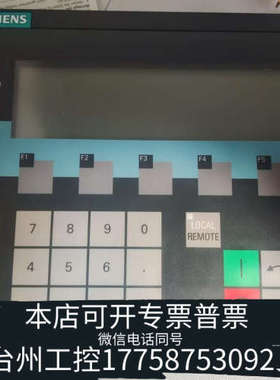 SIEMENS
F1 F2 F3 F4 F5
7 8 9 0
4 5 6 .
LOCAL
REMOTE
本店可开专票普票
微信电话同号
台州工控17758753092